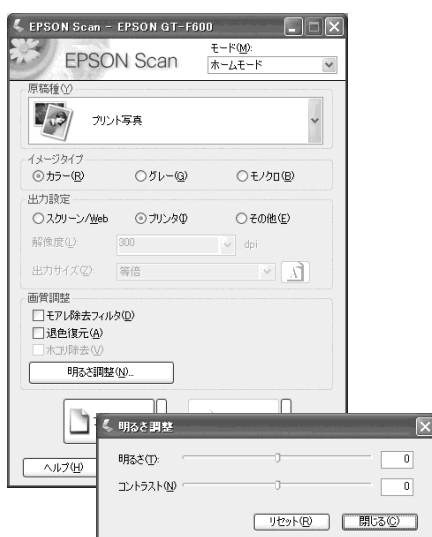 EPSON Scan - EPSON GT-F600
EPSON Scan
モード(M):
ホームモード
原稿種(Y)
プリント写真
イメージタイプ
カラー(R) グレー(G) モノクロ(B)
出力設定
スクリーン/Web プリンタ(I) その他(E)
解像度(L): 300 dpi
出力サイズ(Z): 等倍
画質調整
モアレ除去フィルタ(D)
退色復元(A)
ホコリ除去(V)
明るさ調整(N)...
ヘルプ(H)
明るさ調整
明るさ(T): 0
コントラスト(N) 0
リセット(R) 閉じる(C)